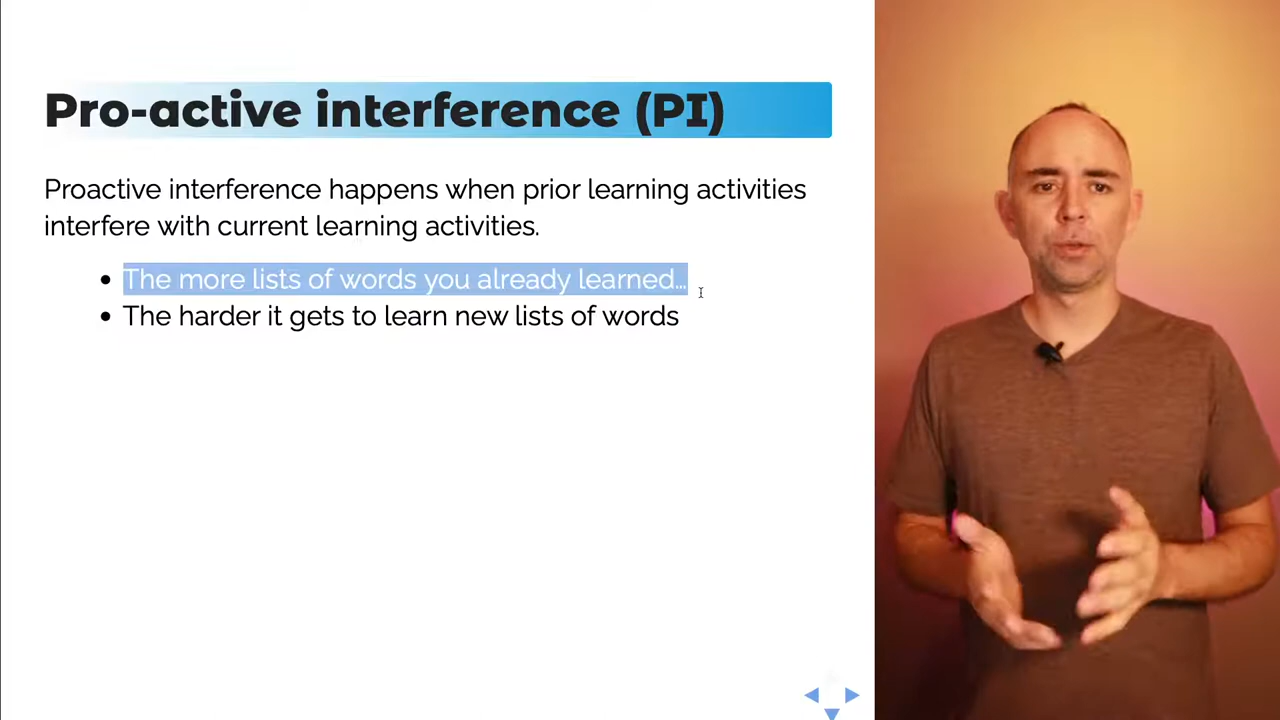 Pro-active interference (PI)
Proactive interference happens when prior learning activities
interfere with current learning activities.
• The more lists of words you already learned…
• The harder it gets to learn new lists of words